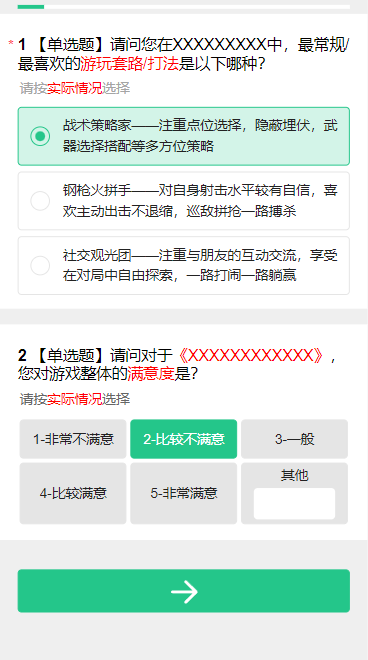 * 1 【单选题】请问您在XXXXXXXXX中，最常规/
最喜欢的游玩套路/打法是以下哪种？
请按实际情况选择
战术策略家——注重点位选择，隐蔽埋伏，武
器选择搭配等多方位策略
钢枪火拼手——对自身射击水平较有自信，喜
欢主动出击不退缩，巡敌拼抢一路搏杀
社交观光团——注重与朋友的互动交流，享受
在对局中自由探索，一路打闹一路躺赢
2 【单选题】请问对于《XXXXXXXXXXXX》，
您对游戏整体的满意度是？
请按实际情况选择
1-非常不满意
2-比较不满意
3-一般
4-比较满意
5-非常满意
其他